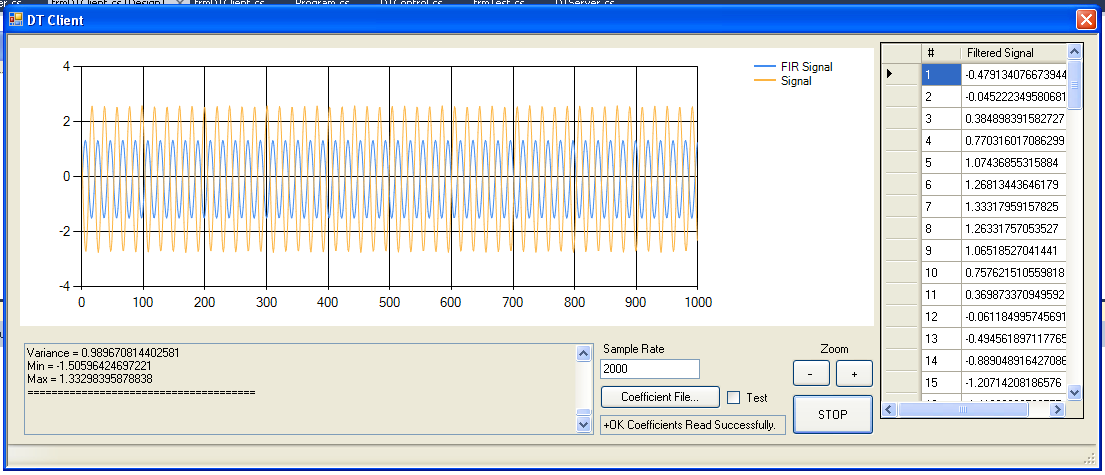 DT Client
4
2
0
-2
-4
0 100 200 300 400 500 600 700 800 900 1000
FIR Signal
Signal
# Filtered Signal
1 -0.479134076673944
2 -0.045222349580681
3 0.384898391582727
4 0.770316017086299
5 1.07436855315884
6 1.26813443646179
7 1.33317959157825
8 1.26331757053527
9 1.06518527041441
10 0.757621510559818
11 0.369873370949592
12 -0.061184995745691
13 -0.494561897117765
14 -0.889048916427086
15 -1.20714208186576
Variance = 0.989670814402581
Min = -1.50596424697221
Max = 1.33298395878838
======================================
Sample Rate
2000
Coefficient File...
Test
+OK Coefficients Read Successfully.
Zoom
- +
STOP